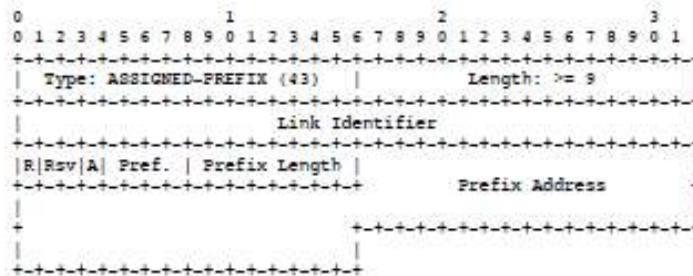 0                   1                   2                   3
0 1 2 3 4 5 6 7 8 9 0 1 2 3 4 5 6 7 8 9 0 1 2 3 4 5 6 7 8 9 0 1
+-+-+-+-+-+-+-+-+-+-+-+-+-+-+-+-+-+-+-+-+-+-+-+-+-+-+-+-+-+-+-+-
|  Type: ASSIGNED-PREFIX (43)   |          Length: >= 9
+-+-+-+-+-+-+-+-+-+-+-+-+-+-+-+-+-+-+-+-+-+-+-+-+-+-+-+-+-+-+-+-
|                        Link Identifier
+-+-+-+-+-+-+-+-+-+-+-+-+-+-+-+-+-+-+-+-+-+-+-+-+-+-+-+-+-+-+-+-
|R|Rsv|A| Pref. | Prefix Length |
+-+-+-+-+-+-+-+-+-+-+-+-+-+-+-+-+         Prefix Address
|
+                               +-+-+-+-+-+-+-+-+-+-+-+-+-+-+-+-
|                               |
+-+-+-+-+-+-+-+-+-+-+-+-+-+-+-+-+